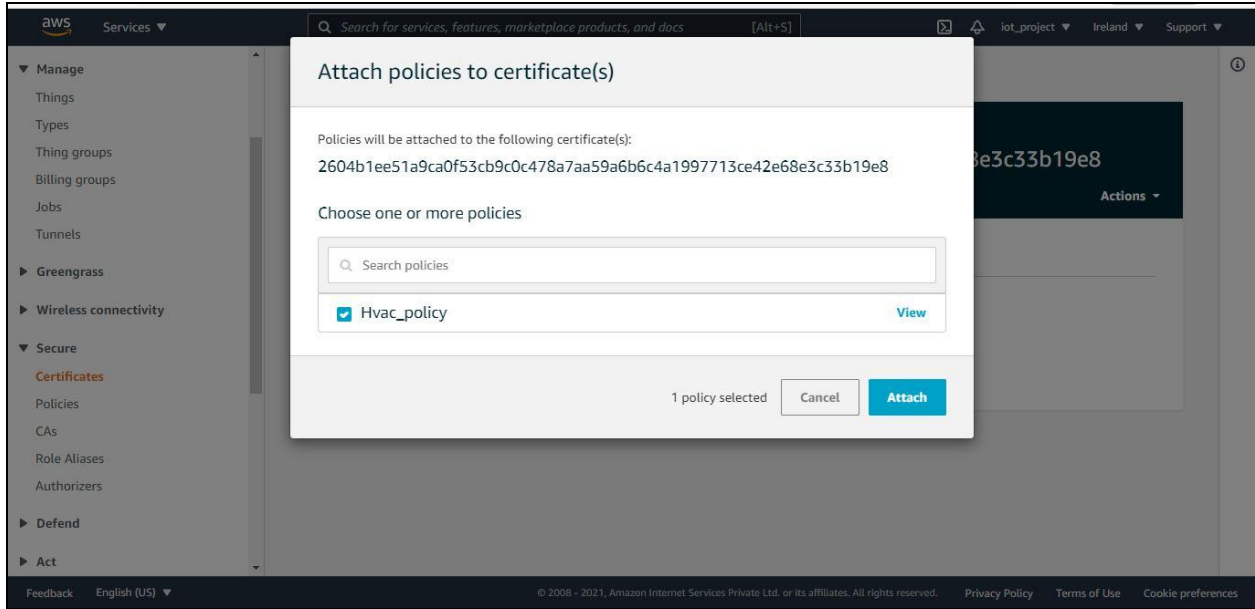 aws Services Search for services, features, marketplace products, and docs [Alt+S] iot_project Ireland Support
Manage
Things
Types
Thing groups
Billing groups
Jobs
Tunnels
Greengrass
Wireless connectivity
Secure
Certificates
Policies
CAs
Role Aliases
Authorizers
Defend
Act
Attach policies to certificate(s)
Policies will be attached to the following certificate(s):
2604b1ee51a9ca0f53cb9c0c478a7aa59a6b6c4a1997713ce42e68e3c33b19e8
Choose one or more policies
Search policies
Hvac_policy View
1 policy selected Cancel Attach
8e3c33b19e8
Actions
Feedback English (US) © 2008 - 2021, Amazon Internet Services Private Ltd. or its affiliates. All rights reserved. Privacy Policy Terms of Use Cookie preferences